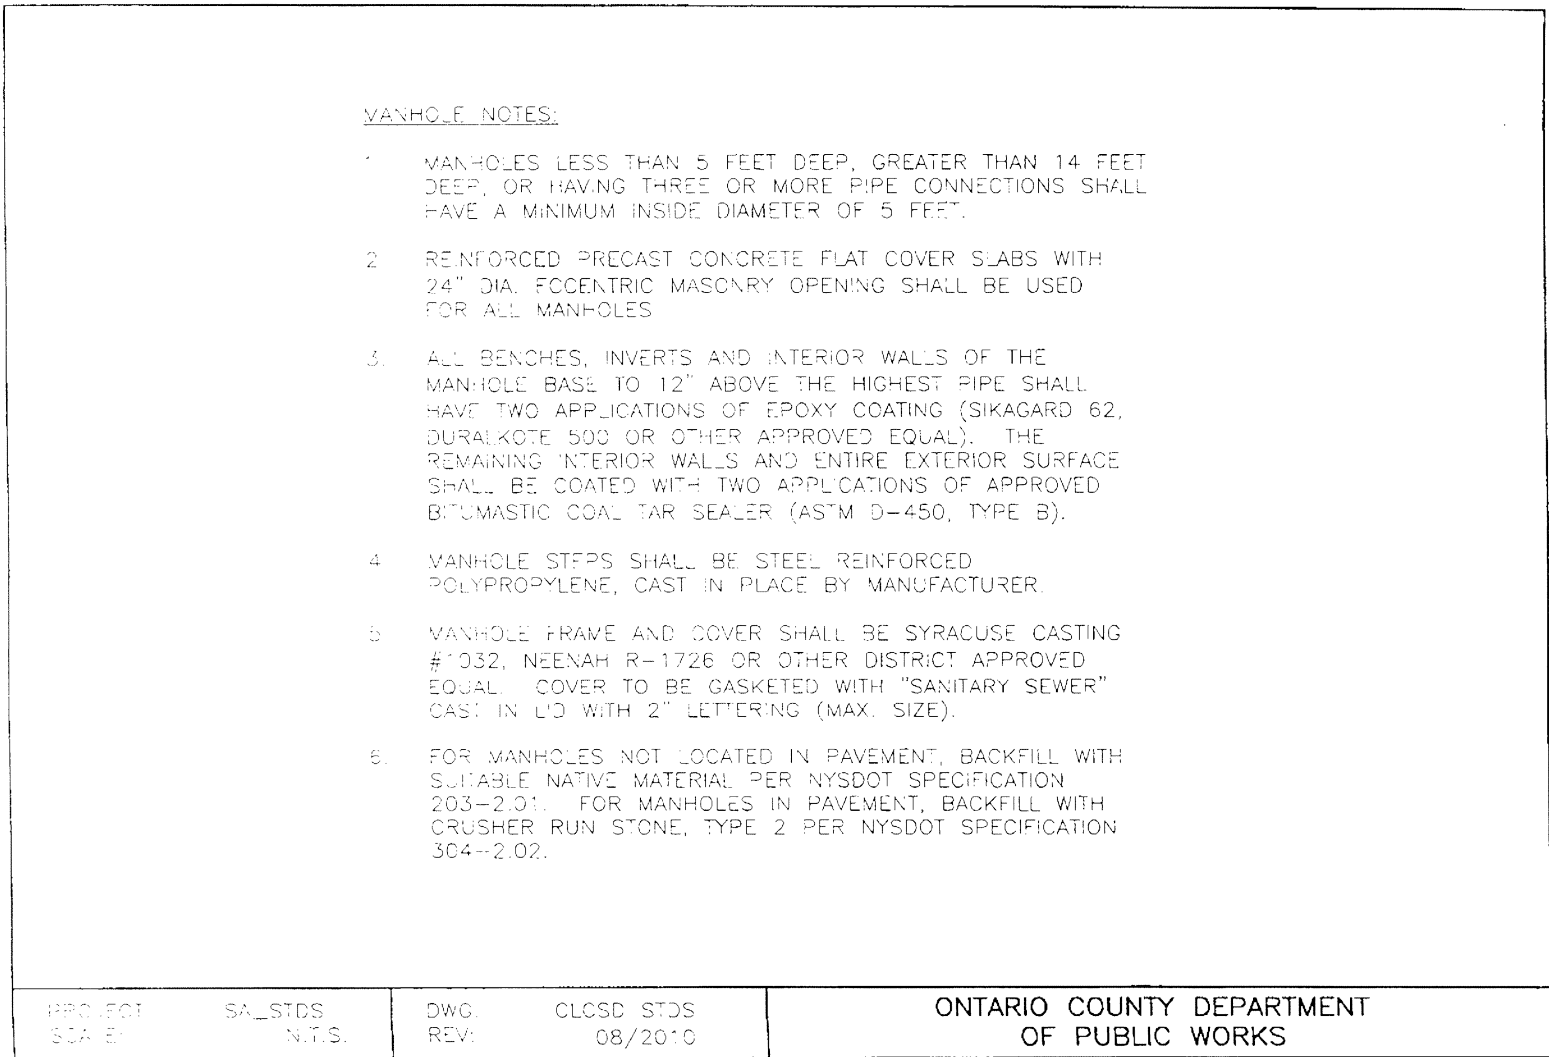 MANHOLE NOTES:
1 MANHOLES LESS THAN 5 FEET DEEP, GREATER THAN 14 FEET
DEEP, OR HAVING THREE OR MORE PIPE CONNECTIONS SHALL
HAVE A MINIMUM INSIDE DIAMETER OF 5 FEET.
2 REINFORCED PRECAST CONCRETE FLAT COVER SLABS WITH
24" DIA. ECCENTRIC MASONRY OPENING SHALL BE USED
FOR ALL MANHOLES
3. ALL BENCHES, INVERTS AND INTERIOR WALLS OF THE
MANHOLE BASE TO 12" ABOVE THE HIGHEST PIPE SHALL
HAVE TWO APPLICATIONS OF EPOXY COATING (SIKAGARD 62,
DURALKOTE 500 OR OTHER APPROVED EQUAL). THE
REMAINING INTERIOR WALLS AND ENTIRE EXTERIOR SURFACE
SHALL BE COATED WITH TWO APPLICATIONS OF APPROVED
BITUMASTIC COAL TAR SEALER (ASTM D-450, TYPE B).
4 MANHOLE STEPS SHALL BE STEEL REINFORCED
POLYPROPYLENE, CAST IN PLACE BY MANUFACTURER.
5 MANHOLE FRAME AND COVER SHALL BE SYRACUSE CASTING
#1032, NEENAH R-1726 OR OTHER DISTRICT APPROVED
EQUAL. COVER TO BE GASKETED WITH "SANITARY SEWER"
CAST IN LID WITH 2" LETTERING (MAX. SIZE).
6. FOR MANHOLES NOT LOCATED IN PAVEMENT, BACKFILL WITH
SUITABLE NATIVE MATERIAL PER NYSDOT SPECIFICATION
203-2.01. FOR MANHOLES IN PAVEMENT, BACKFILL WITH
CRUSHER RUN STONE, TYPE 2 PER NYSDOT SPECIFICATION
304-2.02.
PROJECT SA_STDS
SCALE: N.T.S.
DWG. CLCSD STDS
REV: 08/2010
ONTARIO COUNTY DEPARTMENT
OF PUBLIC WORKS